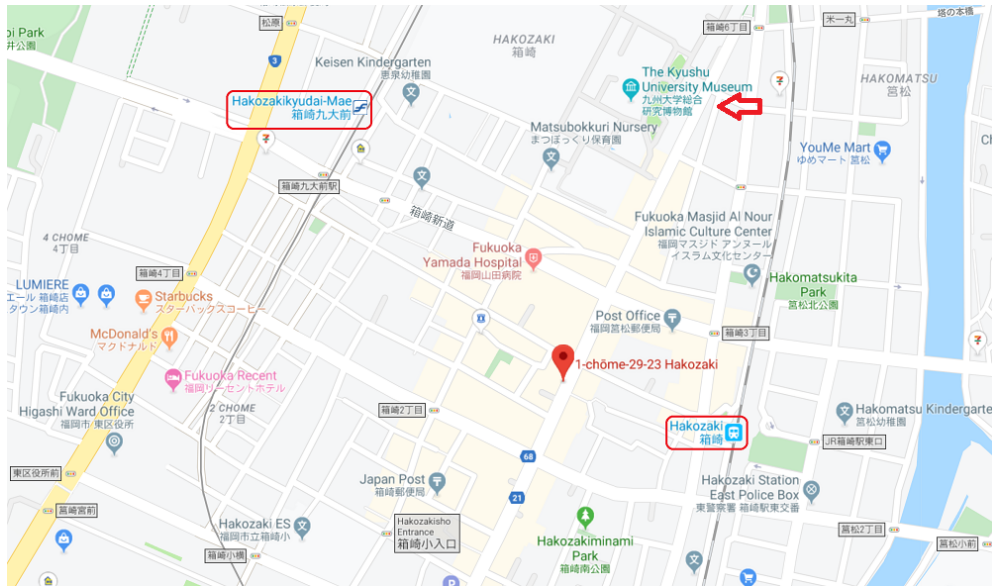 塔の本橋
米一丸
松原
箱崎6丁目
oi Park
井公園
HAKOZAKI
箱崎
3
Keisen Kindergarten
恵泉幼稚園
The Kyushu
University Museum
九州大学総合
研究博物館
HAKOMATSU
筥松
Hakozakikyudai-Mae
箱崎九大前
Matsubokkuri Nursery
まつぼっくり保育園
YouMe Mart
ゆめマート 筥松
箱崎九大前駅
箱崎新道
Fukuoka Masjid Al Nour
Islamic Culture Center
福岡マスジド アンヌール
イスラム文化センター
4 CHOME
4丁目
Fukuoka
Yamada Hospital
福岡山田病院
箱崎4丁目
Hakomatsukita
Park
筥松北公園
LUMIERE
エール 箱崎店
タウン箱崎内
Starbucks
スターバックスコーヒー
Post Office
福岡筥松郵便局
箱崎3丁目
McDonald's
マクドナルド
1-chōme-29-23 Hakozaki
Fukuoka Recent
福岡リーセントホテル
Fukuoka City
Higashi Ward Office
福岡市 東区役所
2 CHOME
2丁目
箱崎2丁目
Hakozaki
箱崎
Hakomatsu Kindergarte
筥松幼稚園
JR箱崎駅東口
68
東区役所前
Japan Post
箱崎郵便局
21
Hakozaki Station
East Police Box
東警察署 箱崎駅東交番
筥崎宮前
Hakozaki ES
福岡市立箱崎小
Hakozakisho
Entrance
箱崎小入口
Hakozakiminami
Park
箱崎南公園
筥松2丁目
筥松小前
箱崎小横
P